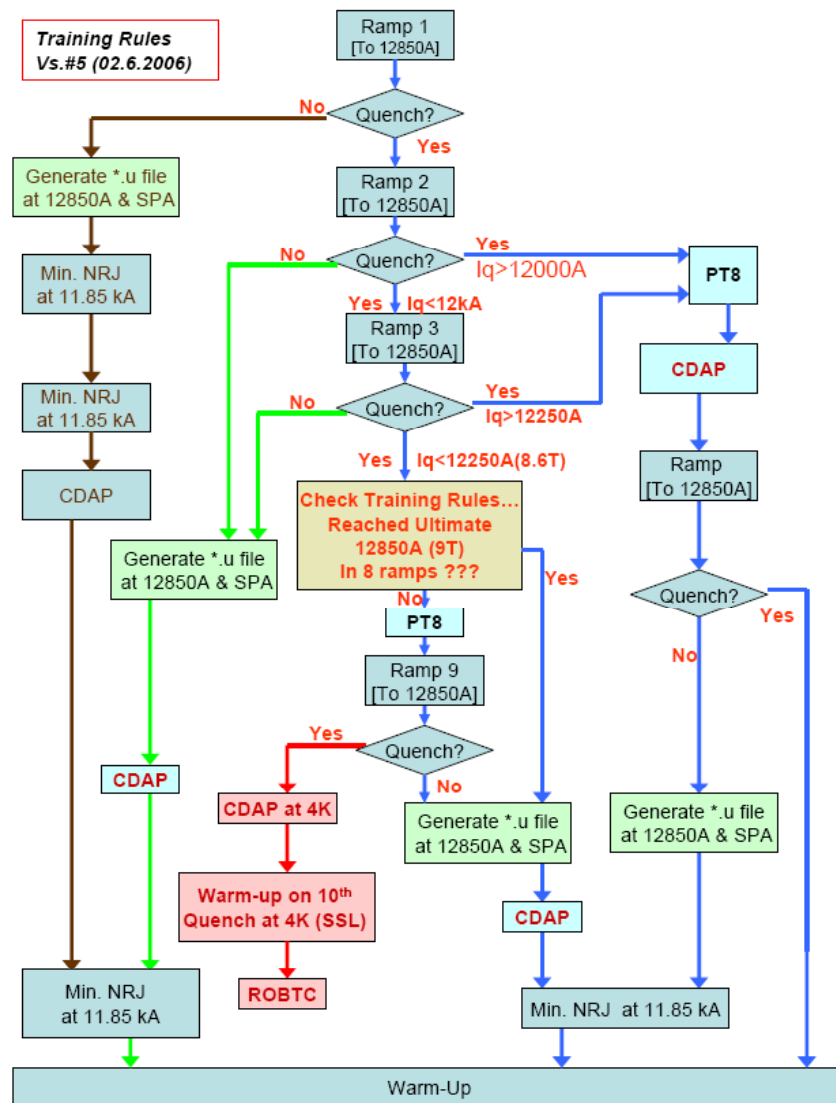 Training Rules
Vs.#5 (02.6.2006)
Ramp 1
[To 12850A]
No
Quench?
Yes
Generate *.u file
at 12850A & SPA
Ramp 2
[To 12850A]
Min. NRJ
at 11.85 kA
No
Quench?
Yes
Iq>12000A
PT8
Yes
Iq<12kA
Ramp 3
[To 12850A]
CDAP
Min. NRJ
at 11.85 kA
No
Quench?
Yes
Iq>12250A
Ramp
[To 12850A]
Yes
Iq<12250A(8.6T)
CDAP
Check Training Rules...
Reached Ultimate
12850A (9T)
In 8 ramps ???
Generate *.u file
at 12850A & SPA
Yes
Quench?
Yes
No
PT8
No
Ramp 9
[To 12850A]
Yes
Quench?
No
CDAP
CDAP at 4K
Generate *.u file
at 12850A & SPA
Generate *.u file
at 12850A & SPA
Warm-up on 10th
Quench at 4K (SSL)
CDAP
ROBTC
Min. NRJ
at 11.85 kA
Min. NRJ at 11.85 kA
Warm-Up